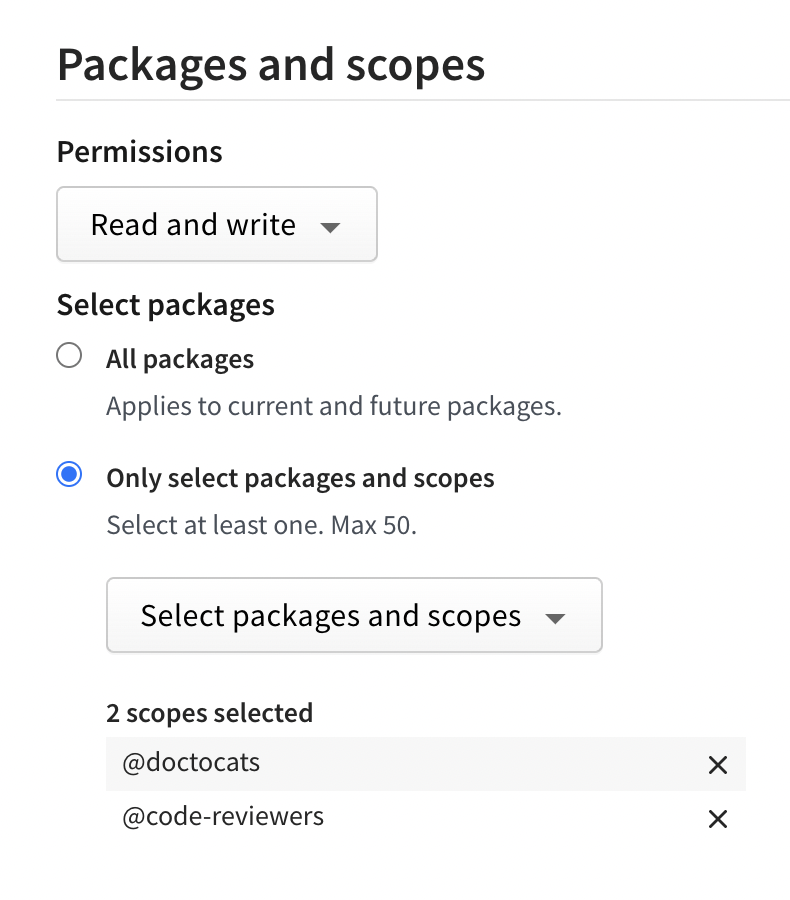 Packages and scopes
Permissions
Read and write
Select packages
All packages
Applies to current and future packages.
Only select packages and scopes
Select at least one. Max 50.
Select packages and scopes
2 scopes selected
@doctocats
@code-reviewers